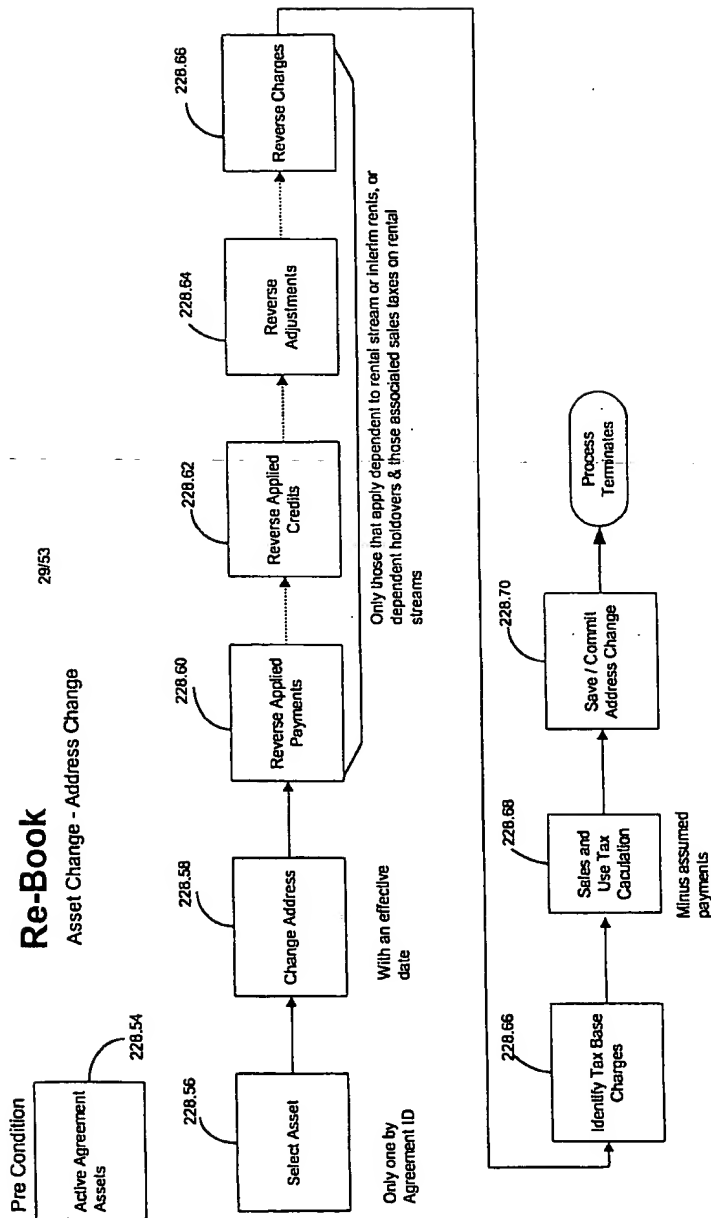 Re-Book
Asset Change - Address Change
29/53
Pre Condition
228.54
Active Agreement
Assets
228.56
Select Asset
Only one by
Agreement ID
228.58
Change Address
With an effective
date
228.60
Reverse Applied
Payments
228.62
Reverse Applied
Credits
228.64
Reverse
Adjustments
228.66
Reverse Charges
Only those that apply dependent to rental stream or interim rents, or
dependent holdovers & those associated sales taxes on rental
streams
228.66
Identify Tax Base
Charges
228.68
Sales and
Use Tax
Caculation
Minus assumed
payments
228.70
Save / Commit
Address Change
Process
Terminates